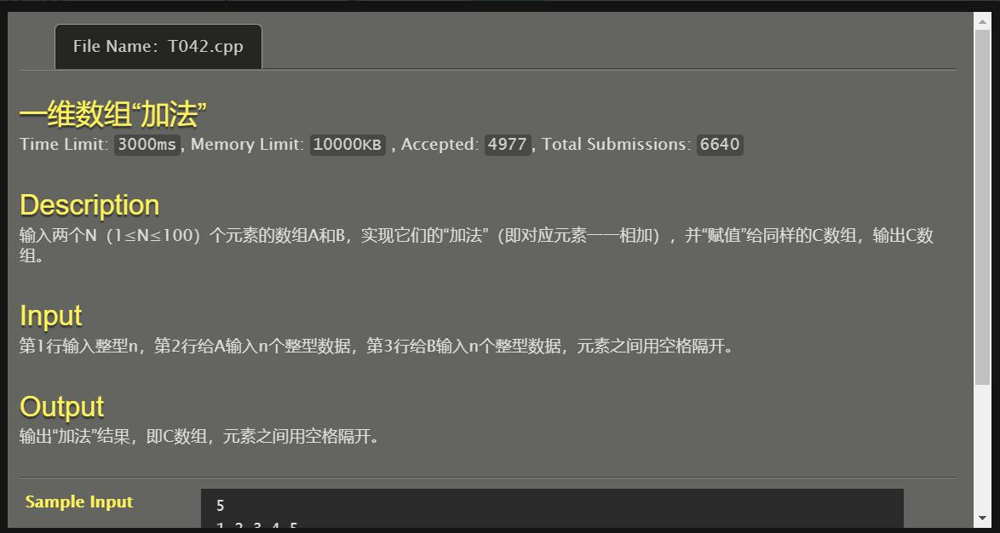 File Name: T042.cpp
一维数组“加法”
Time Limit: 3000ms, Memory Limit: 10000KB , Accepted: 4977, Total Submissions: 6640
Description
输入两个N（1≤N≤100）个元素的数组A和B，实现它们的“加法”（即对应元素一一相加），并“赋值”给同样的C数组，输出C数
组。
Input
第1行输入整型n，第2行给A输入n个整型数据，第3行给B输入n个整型数据，元素之间用空格隔开。
Output
输出“加法”结果，即C数组，元素之间用空格隔开。
Sample Input
5
1 2 3 4 5